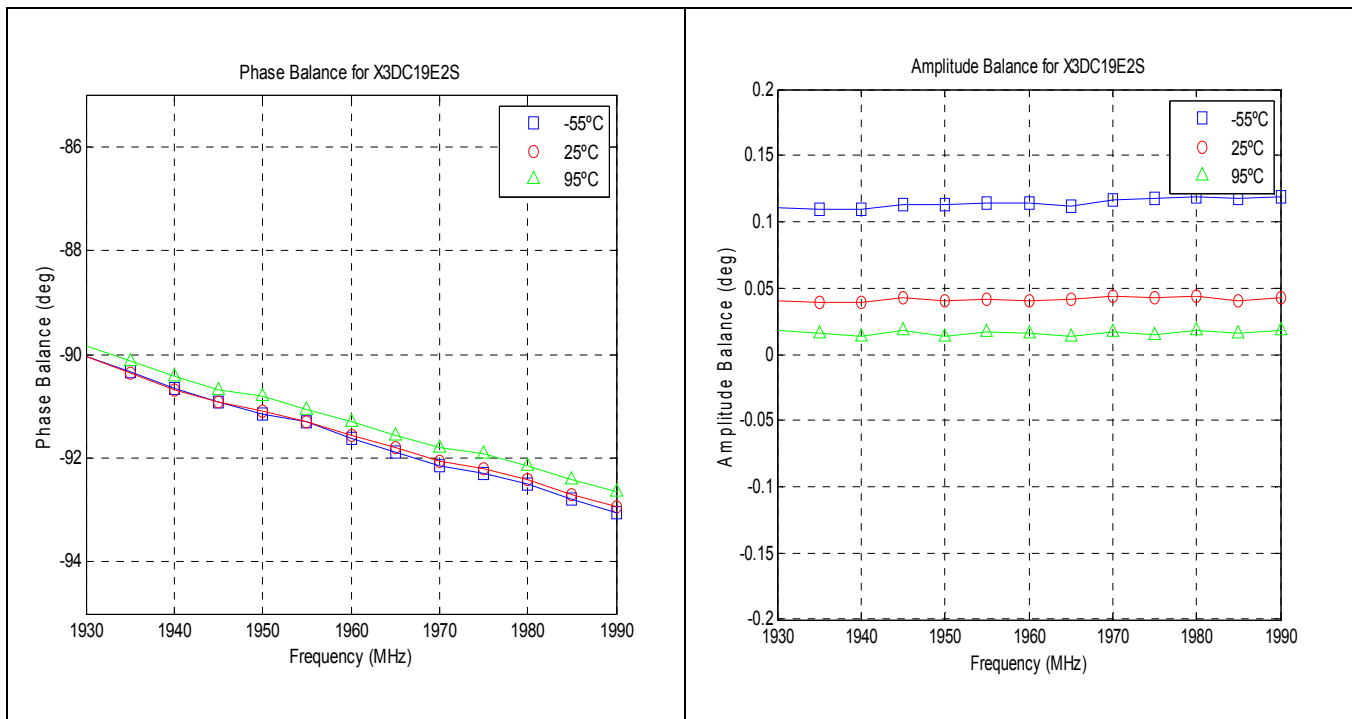 Phase Balance for X3DC19E2S
-55ºC
25ºC
95ºC
-86
-88
-90
-92
-94
Phase Balance (deg)
1930 1940 1950 1960 1970 1980 1990
Frequency (MHz)
Amplitude Balance for X3DC19E2S
-55ºC
25ºC
95ºC
0.2
0.15
0.1
0.05
0
-0.05
-0.1
-0.15
-0.2
Amplitude Balance (deg)
1930 1940 1950 1960 1970 1980 1990
Frequency (MHz)